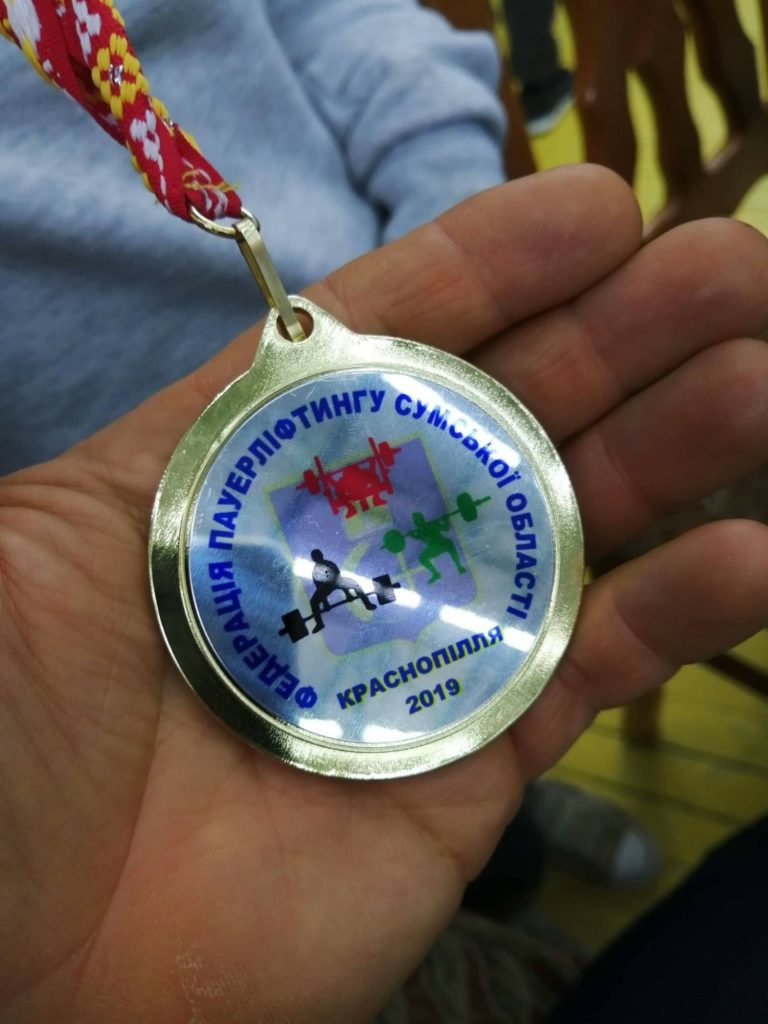 ФЕДЕРАЦІЯ ПАУЕРЛІФТИНГУ СУМСЬКОЇ ОБЛАСТІ
КРАСНОПІЛЛЯ
2019